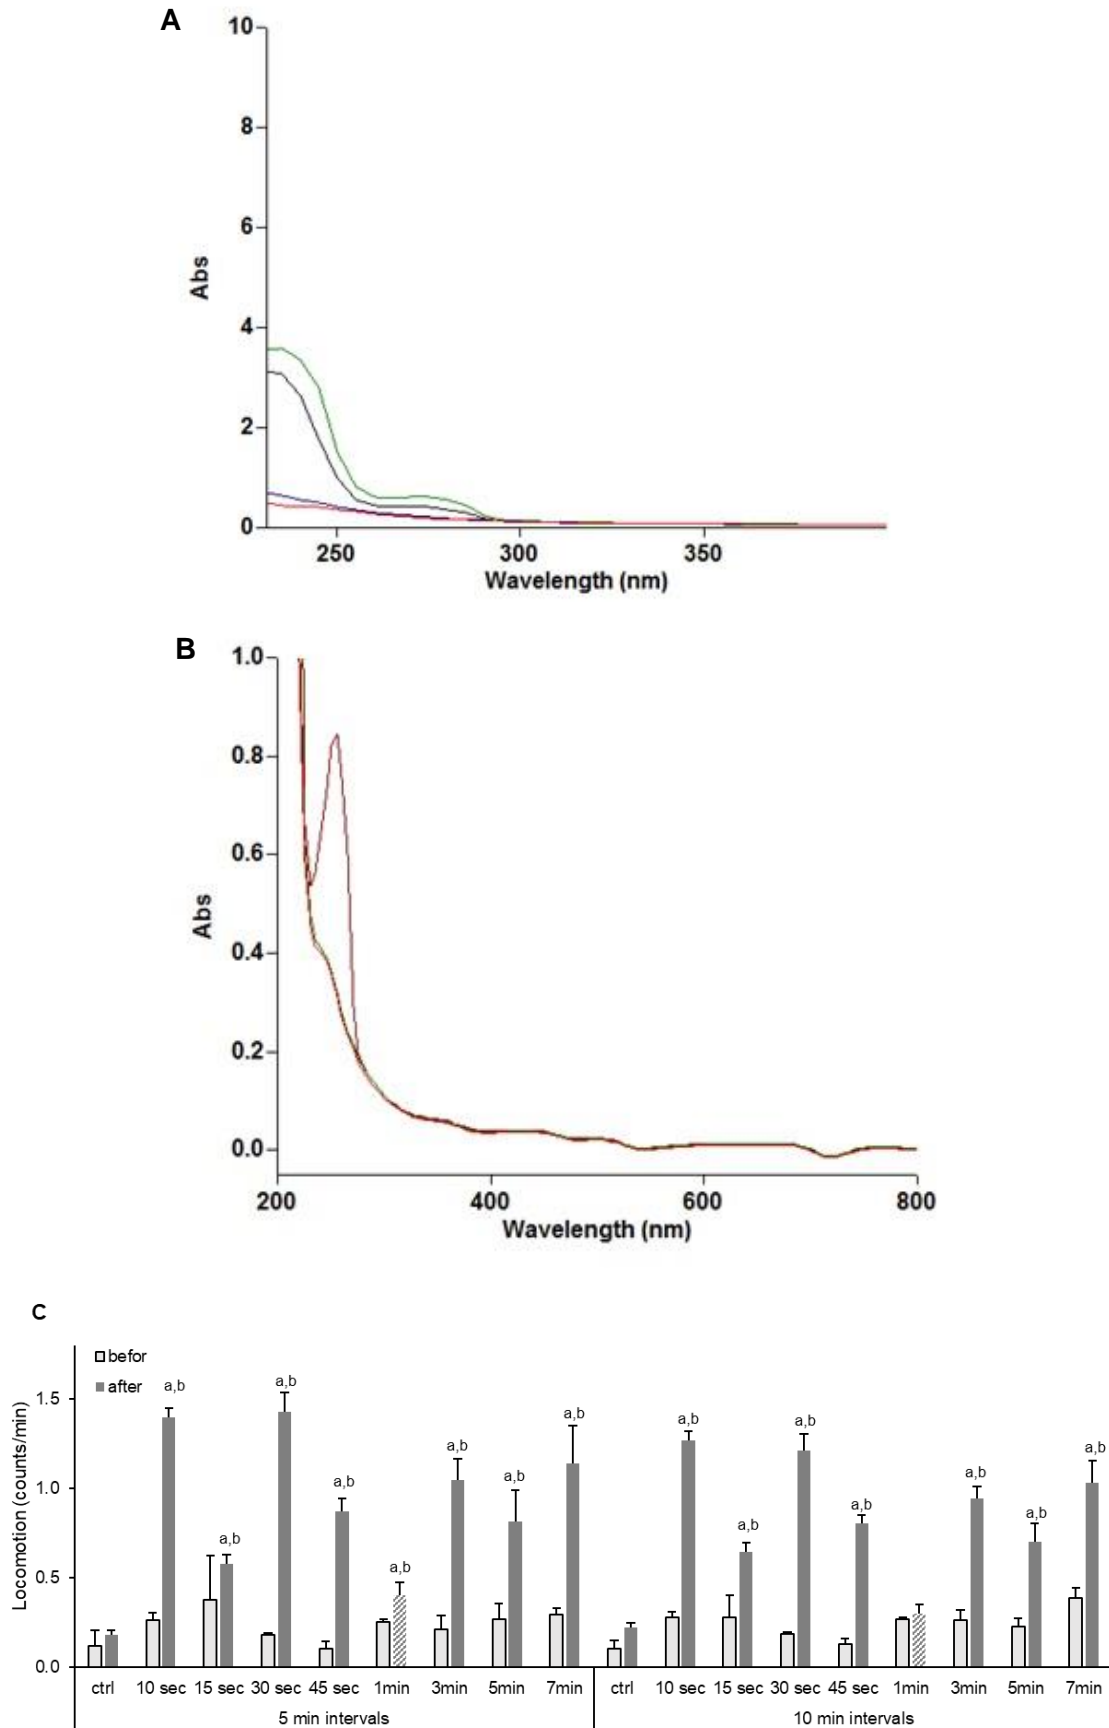 A
10
8
6
4
2
0
Abs
250 300 350
Wavelength (nm)
B
1.0
0.8
0.6
0.4
0.2
0.0
Abs
200 400 600 800
Wavelength (nm)
C
befor
after
Locomotion (counts/min)
1.5
1.0
0.5
0.0
a,b a,b a,b a,b a,b a,b a,b a,b a,b a,b a,b a,b a,b a,b a,b
ctrl 10 sec 15 sec 30 sec 45 sec 1min 3min 5min 7min ctrl 10 sec 15 sec 30 sec 45 sec 1min 3min 5min 7min
5 min intervals 10 min intervals